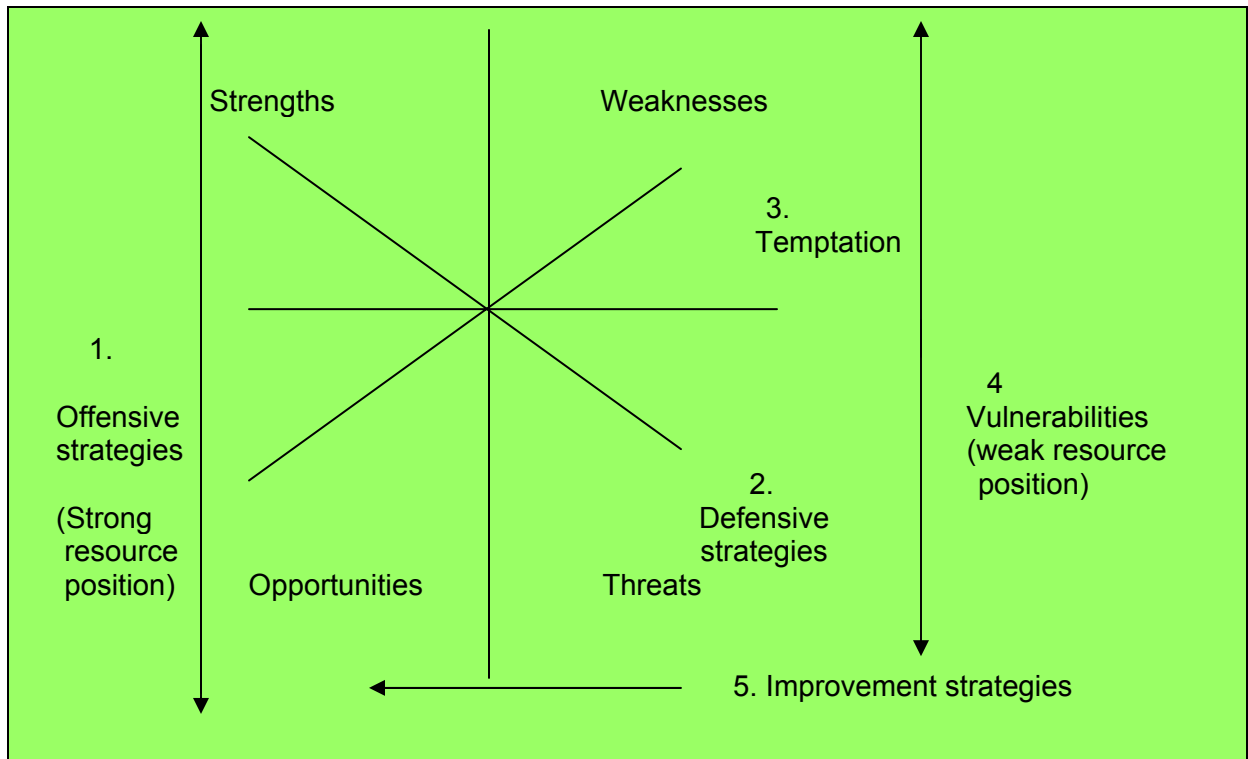 Strengths
Weaknesses
3.
Temptation
1.
Offensive
strategies
(Strong
resource
position)
4
Vulnerabilities
(weak resource
position)
2.
Defensive
strategies
Opportunities
Threats
5. Improvement strategies